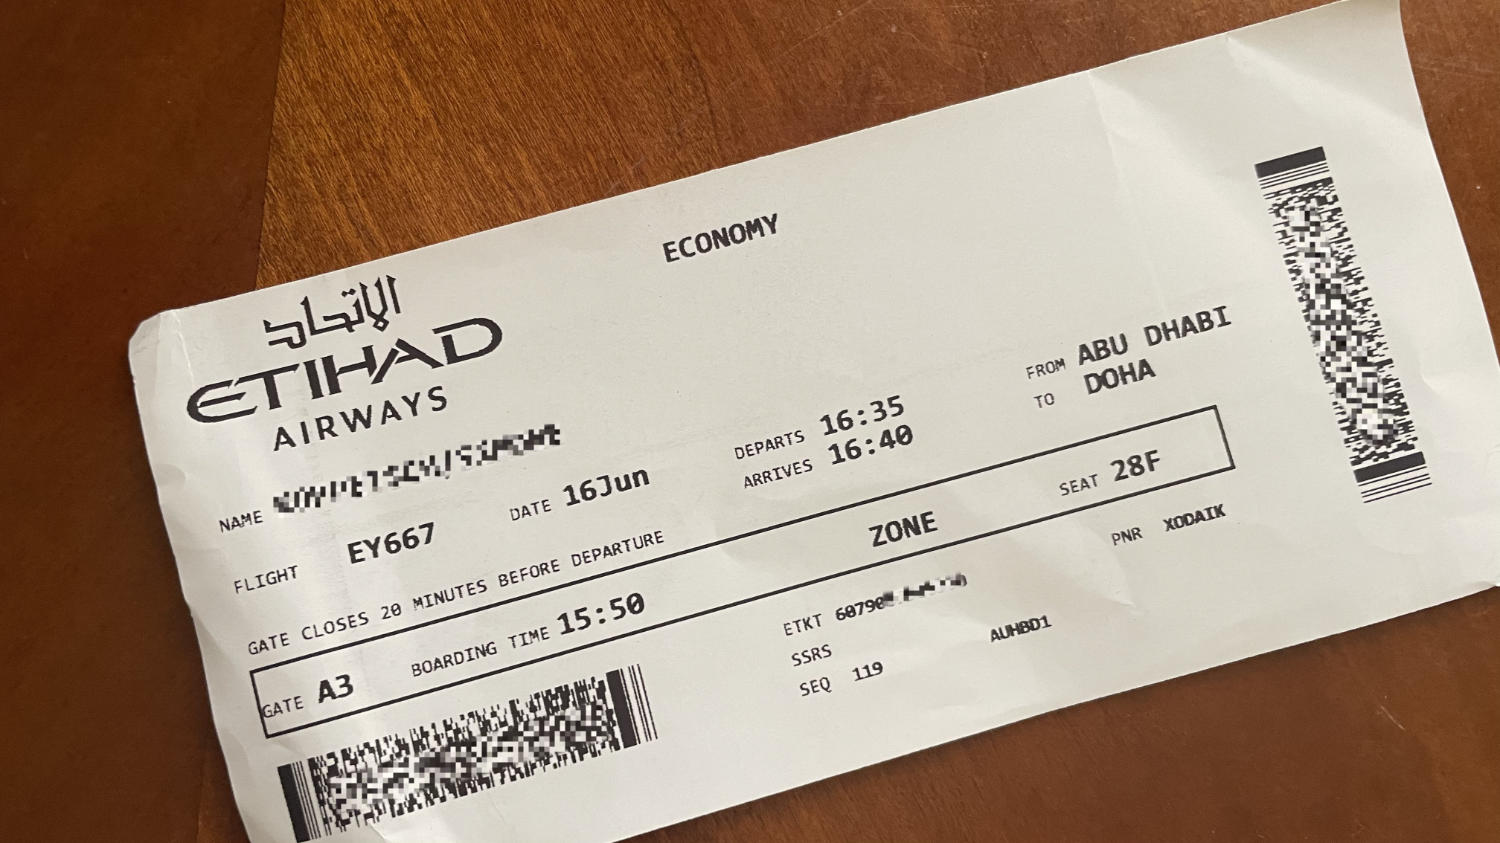 ECONOMY
الإتحاد
ETIHAD
AIRWAYS
FROM ABU DHABI
TO DOHA
NAME
DEPARTS 16:35
ARRIVES 16:40
FLIGHT EY667 DATE 16Jun
GATE CLOSES 20 MINUTES BEFORE DEPARTURE
GATE A3 BOARDING TIME 15:50 ZONE SEAT 28F
ETKT 60790
PNR XODAIK
SSRS
SEQ 119 AUHBD1